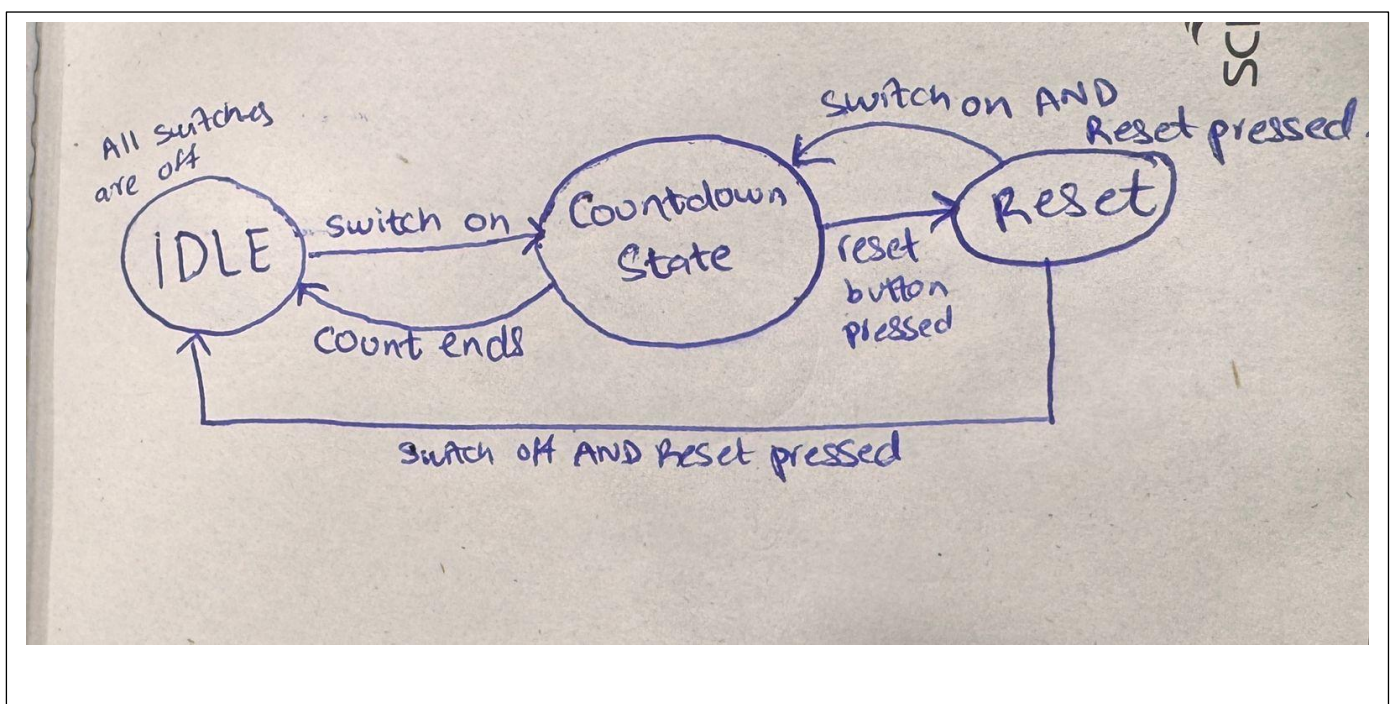 All switches
are off
IDLE
switch on
Count ends
Countdown
State
switch on AND
Reset pressed.
reset
button
pressed
Reset
Switch off AND Reset pressed
SCI